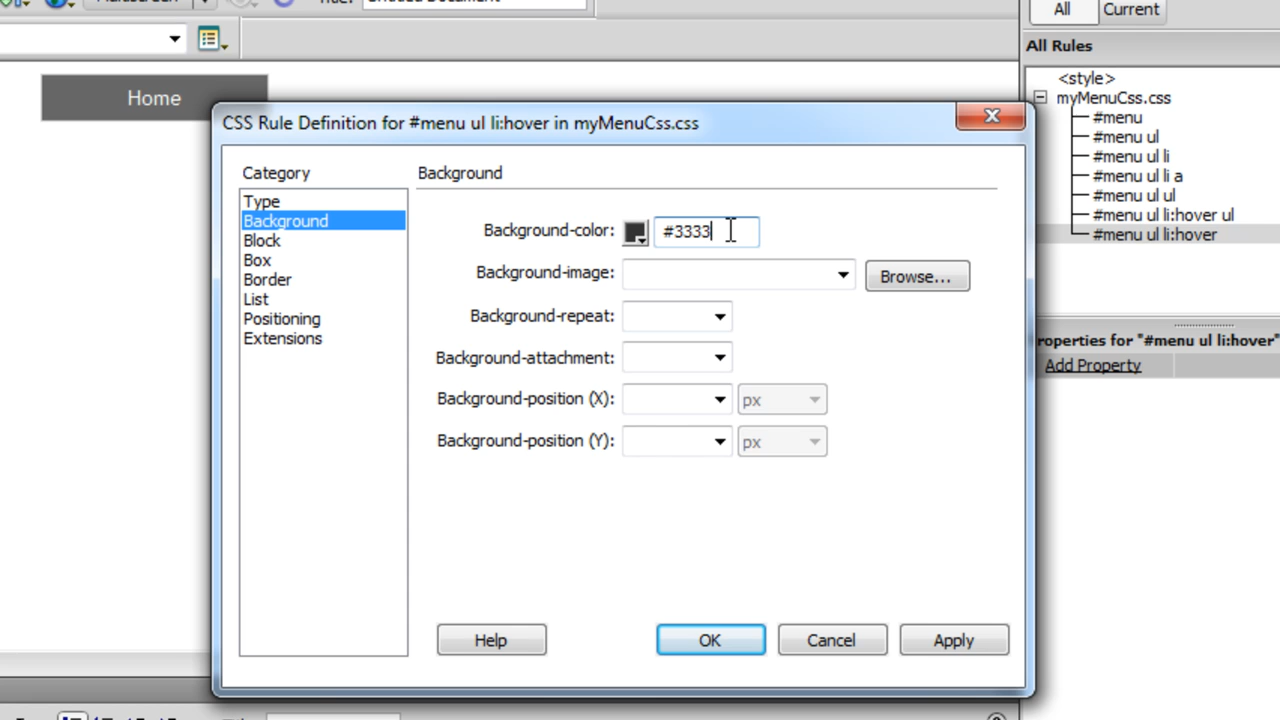 All
Current
All Rules
Home
<style>
myMenuCss.css
#menu
#menu ul
#menu ul li
#menu ul li a
#menu ul ul
#menu ul li:hover ul
#menu ul li:hover
roperties for "#menu ul li:hover"
Add Property
CSS Rule Definition for #menu ul li:hover in myMenuCss.css
Category
Type
Background
Block
Box
Border
List
Positioning
Extensions
Background
Background-color: #3333
Background-image: Browse...
Background-repeat:
Background-attachment:
Background-position (X): px
Background-position (Y): px
Help OK Cancel Apply